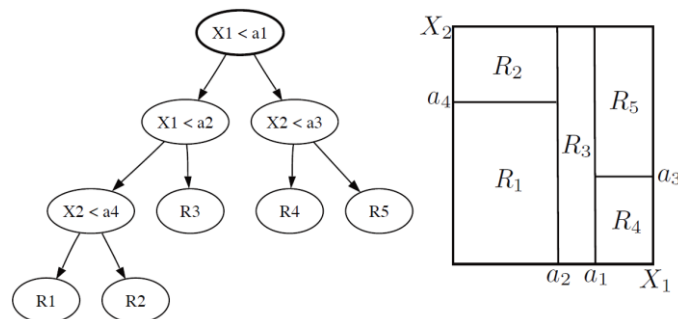 X1 < a1
X1 < a2
X2 < a3
X2 < a4
R3
R4
R5
R1
R2
X₂
R₂
R₅
a₄
R₃
R₁
a₃
R₄
a₂
a₁
X₁